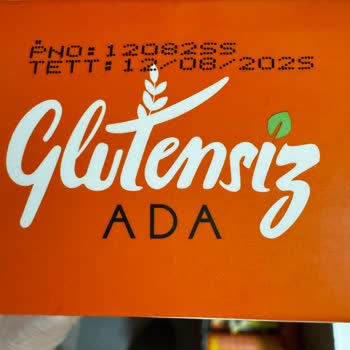 PNO:12082SS
TETT:12/08/202S
Glutensiz
ADA